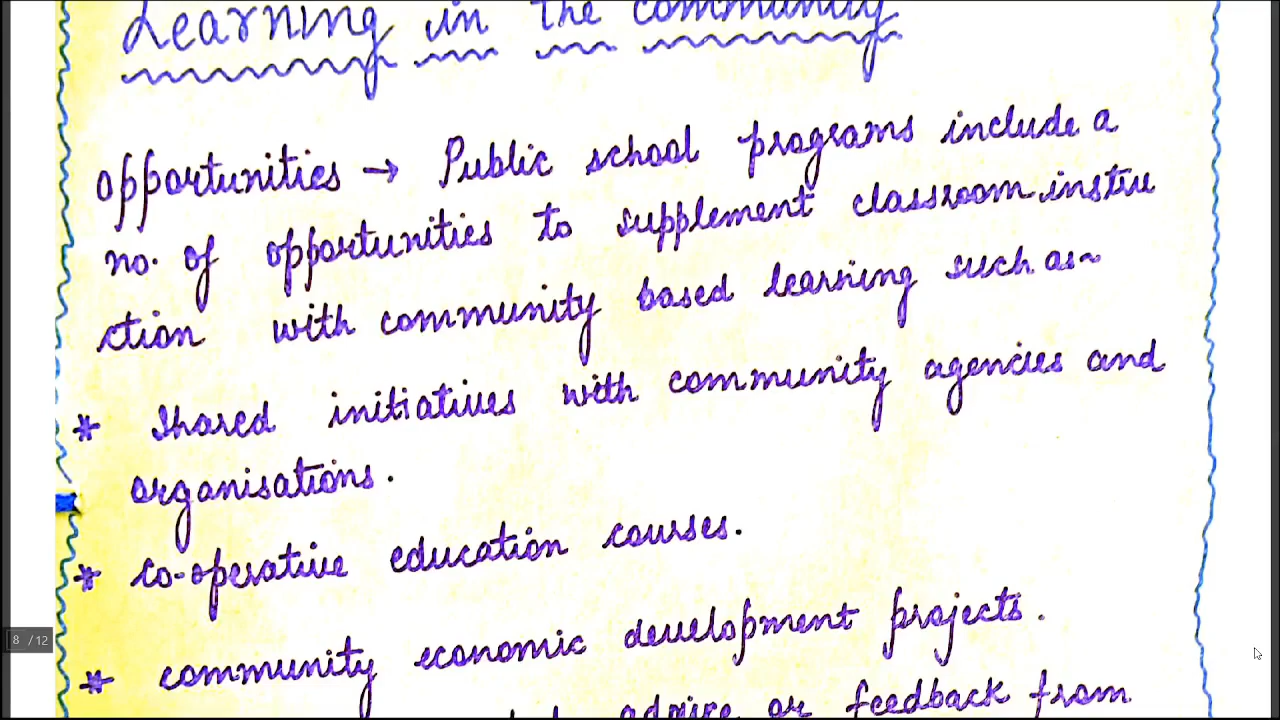 Learning in the community
opportunities → Public school programs include a
no. of opportunities to supplement classroom instru
ction with community based learning such as~
* Shared initiatives with community agencies and
organisations.
* co-operative education courses.
* community economic development projects.
or feedback from
8 / 12